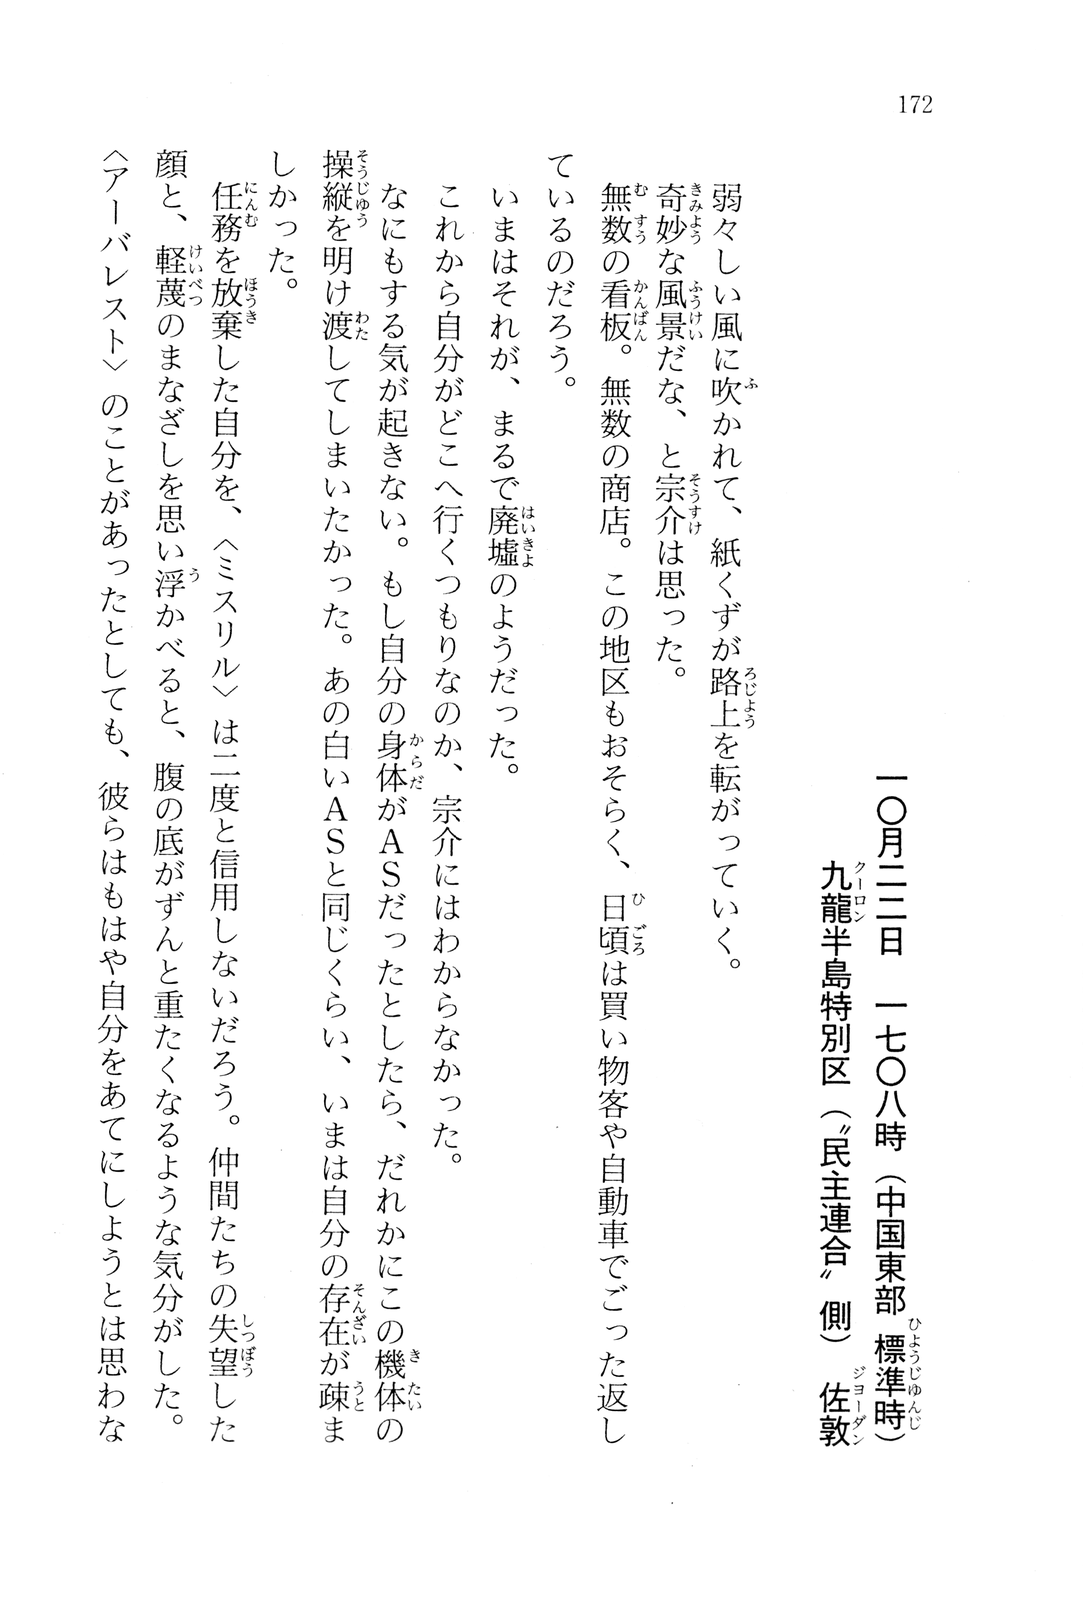 172
一〇月二二日　一七〇八時（中国東部標準時）
九龍半島特別区（〝民主連合〟側）　佐敦
弱々しい風に吹かれて、紙くずが路上を転がっていく。
奇妙な風景だな、と宗介は思った。
無数の看板。無数の商店。この地区もおそらく、日頃は買い物客や自動車でごった返し
ているのだろう。
いまはそれが、まるで廃墟のようだった。
これから自分がどこへ行くつもりなのか、宗介にはわからなかった。
なにもする気が起きない。もし自分の身体がＡＳだったとしたら、だれかにこの機体の
操縦を明け渡してしまいたかった。あの白いＡＳと同じくらい、いまは自分の存在が疎ま
しかった。
任務を放棄した自分を、〈ミスリル〉は二度と信用しないだろう。仲間たちの失望した
顔と、軽蔑のまなざしを思い浮かべると、腹の底がずんと重たくなるような気分がした。
〈アーバレスト〉のことがあったとしても、彼らはもはや自分をあてにしようとは思わな